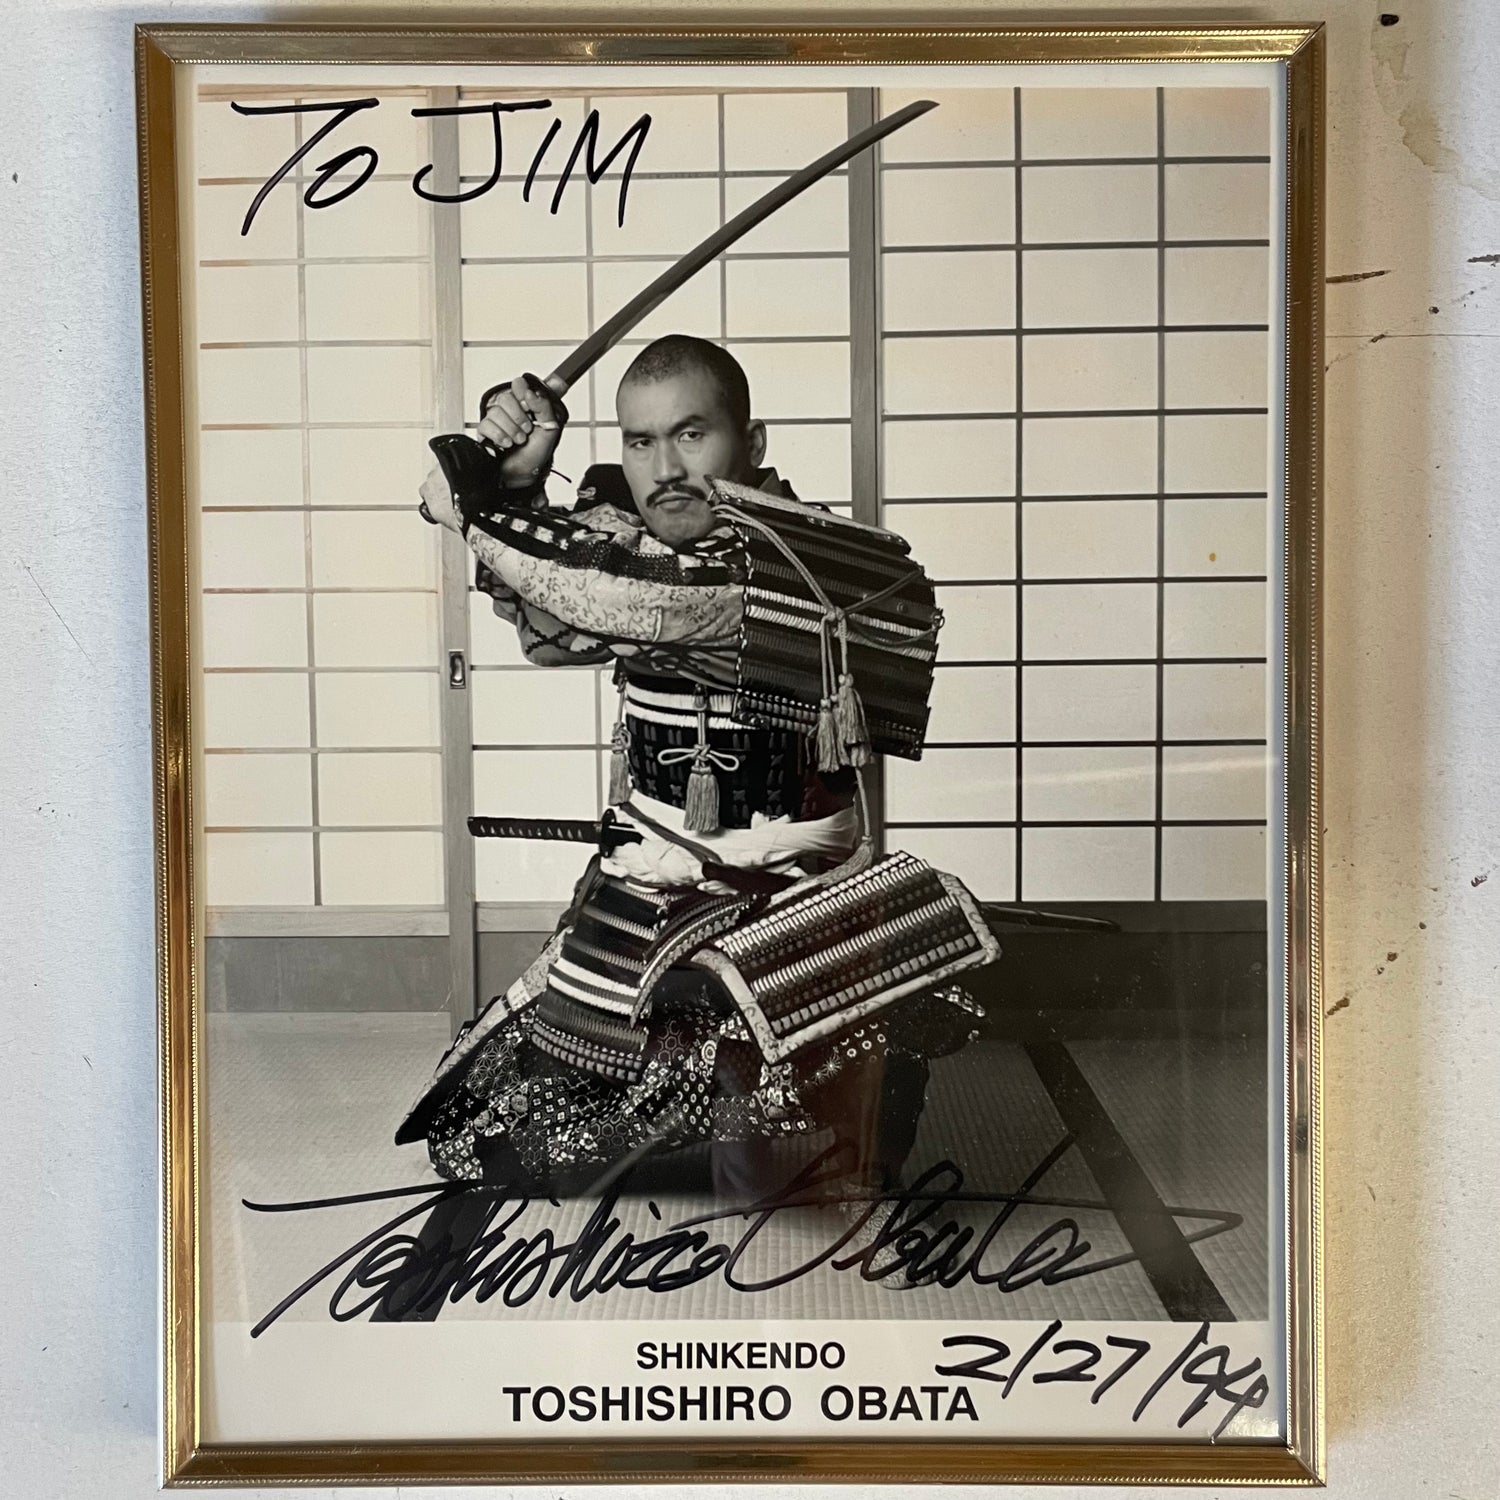 TO JIM
Toshishiro Obata
SHINKENDO
TOSHISHIRO OBATA
2/27/94